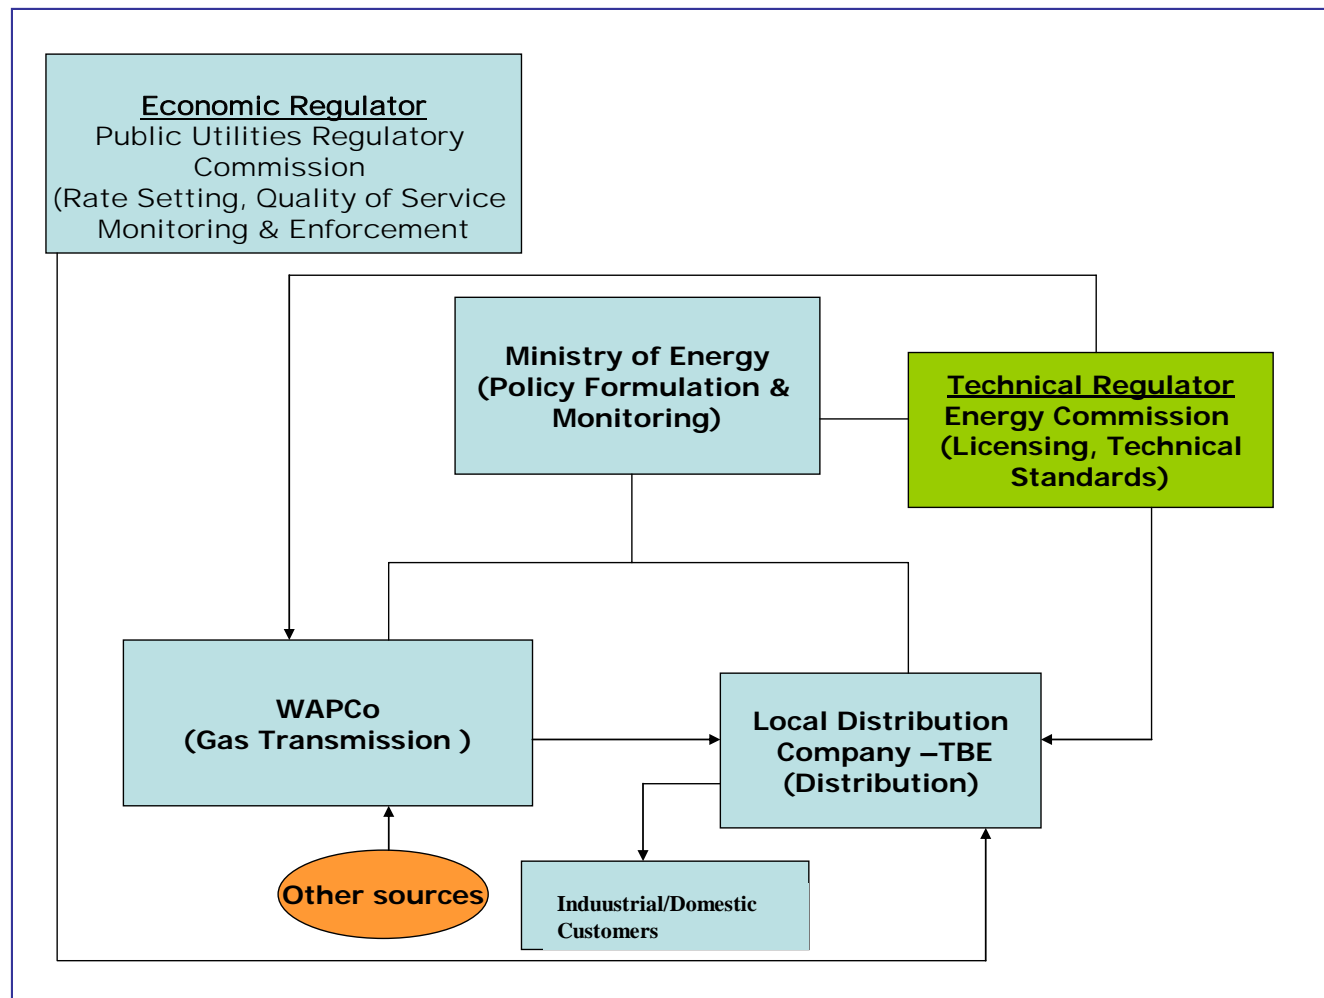 Economic Regulator
Public Utilities Regulatory
Commission
(Rate Setting, Quality of Service
Monitoring & Enforcement
Ministry of Energy
(Policy Formulation &
Monitoring)
Technical Regulator
Energy Commission
(Licensing, Technical
Standards)
WAPCo
(Gas Transmission )
Local Distribution
Company –TBE
(Distribution)
Other sources
Induustrial/Domestic
Customers